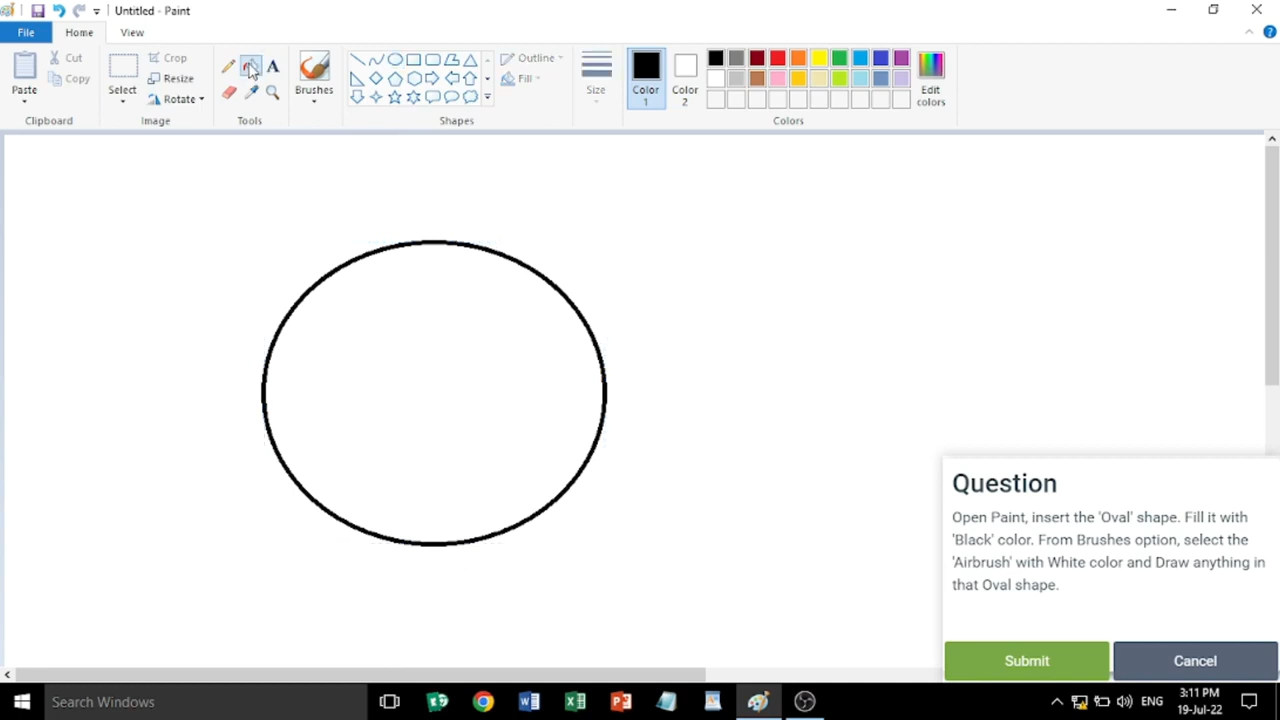 Untitled - Paint
File
Home
View
Paste
Cut
Copy
Clipboard
Select
Crop
Resize
Rotate
Image
A
Tools
Brushes
Outline
Fill
Shapes
Size
Color
1
Color
2
Edit
colors
Colors
Question
Open Paint, insert the 'Oval' shape. Fill it with
'Black' color. From Brushes option, select the
'Airbrush' with White color and Draw anything in
that Oval shape.
Submit
Cancel
Search Windows
ENG
3:11 PM
19-Jul-22